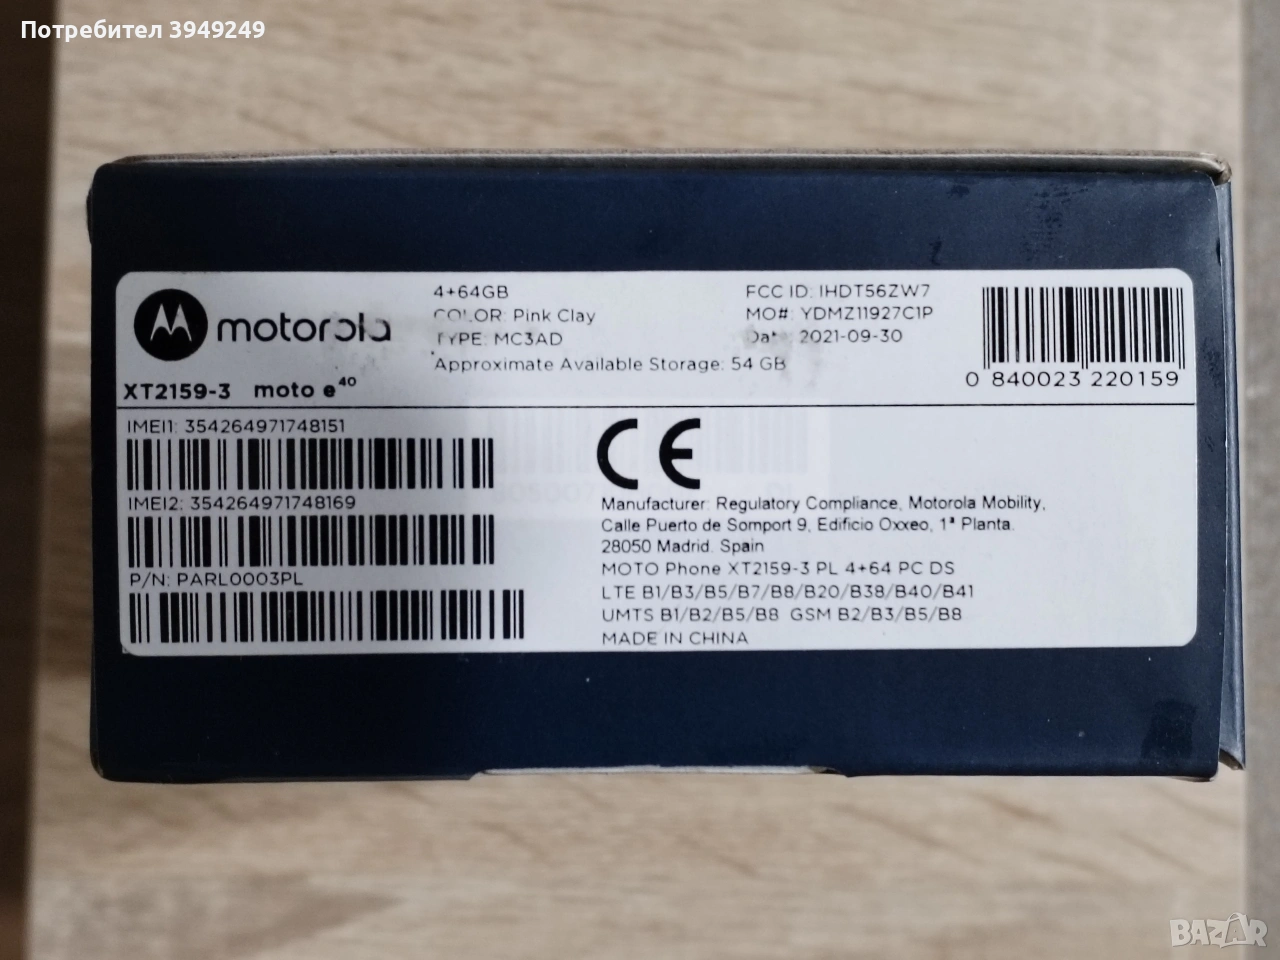 Потребител 3949249
motorola
XT2159-3 moto e40
4+64GB
COLOR: Pink Clay
TYPE: MC3AD
Approximate Available Storage: 54 GB
FCC ID: IHDT56ZW7
MO#: YDMZ11927C1P
Date: 2021-09-30
0 840023 220159
IMEI1: 354264971748151
IMEI2: 354264971748169
P/N: PARL0003PL
CE
Manufacturer: Regulatory Compliance, Motorola Mobility,
Calle Puerto de Somport 9, Edificio Oxxeo, 1ª Planta.
28050 Madrid. Spain
MOTO Phone XT2159-3 PL 4+64 PC DS
LTE B1/B3/B5/B7/B8/B20/B38/B40/B41
UMTS B1/B2/B5/B8 GSM B2/B3/B5/B8
MADE IN CHINA
BAZAR